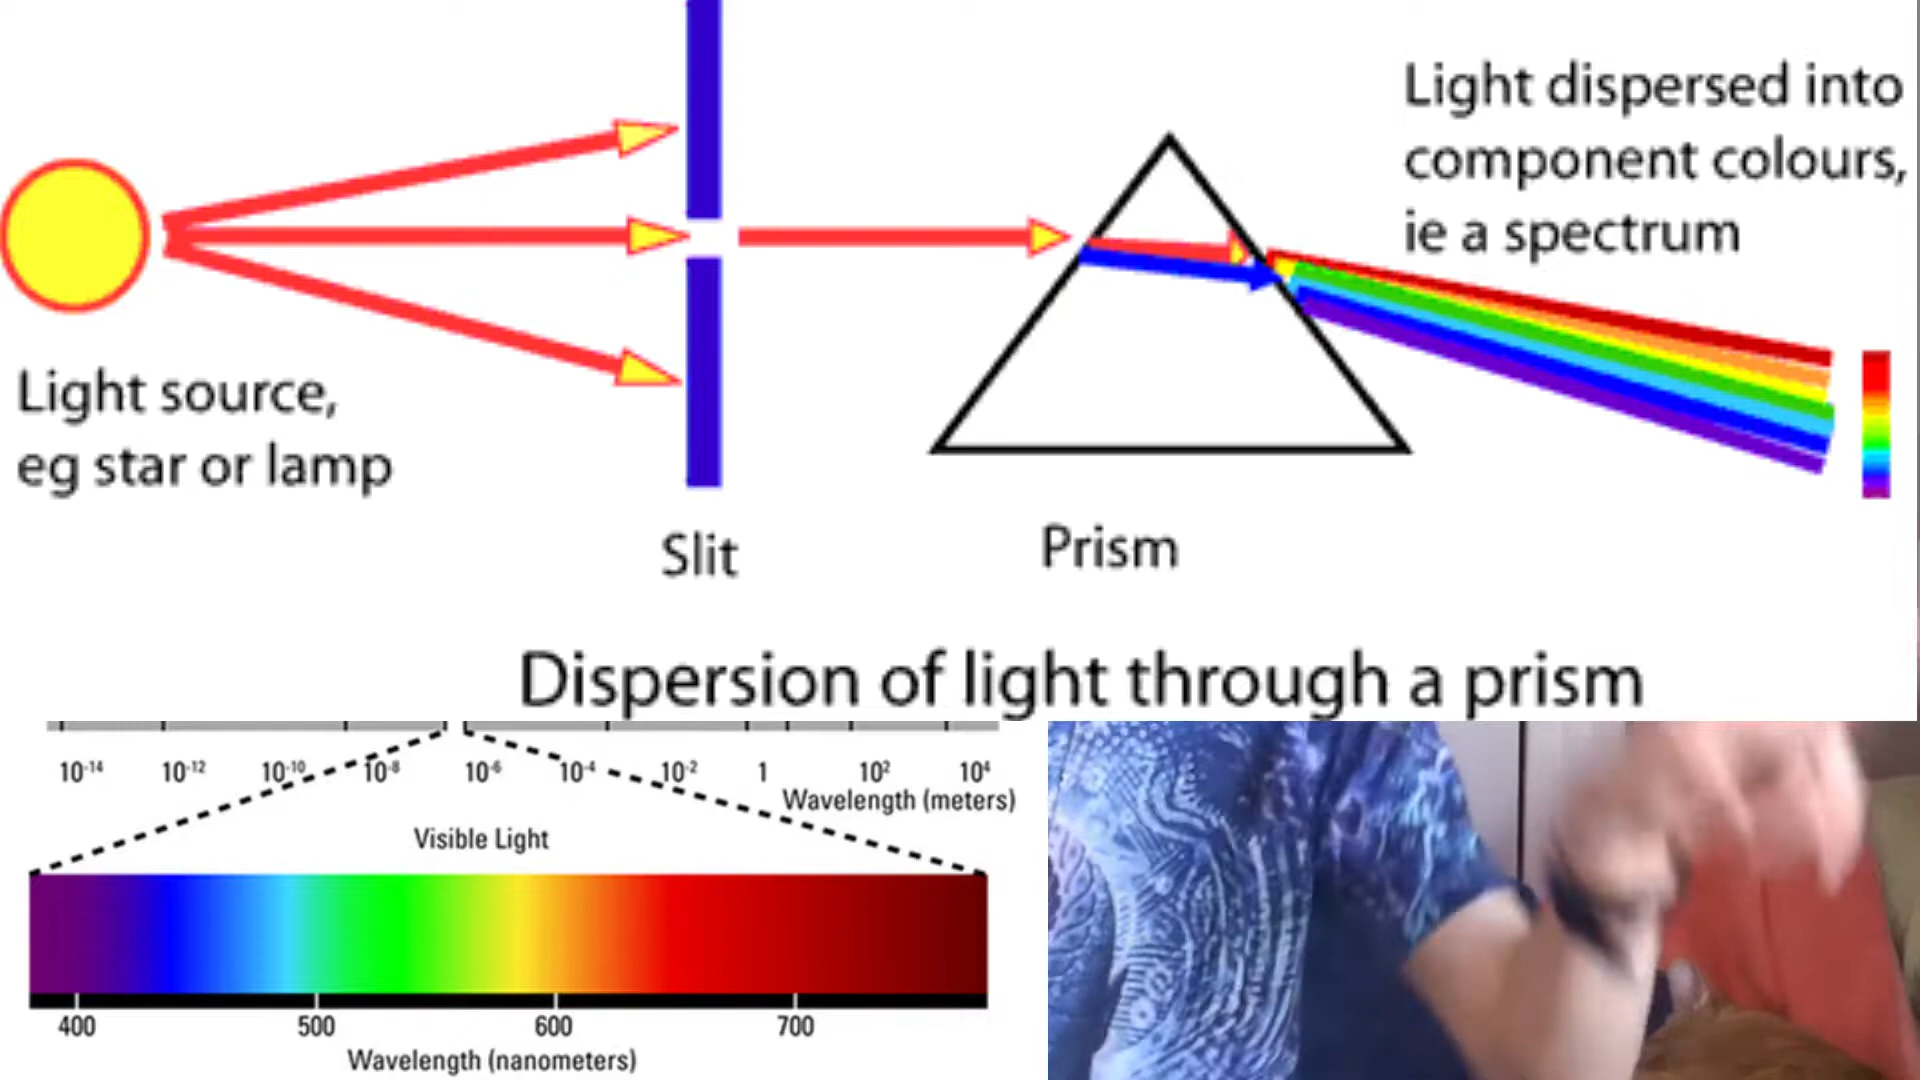 Light dispersed into
component colours,
ie a spectrum
Light source,
eg star or lamp
Slit
Prism
Dispersion of light through a prism
10⁻¹⁴ 10⁻¹² 10⁻¹⁰ 10⁻⁸ 10⁻⁶ 10⁻⁴ 10⁻² 1 10² 10⁴
Wavelength (meters)
Visible Light
400 500 600 700
Wavelength (nanometers)